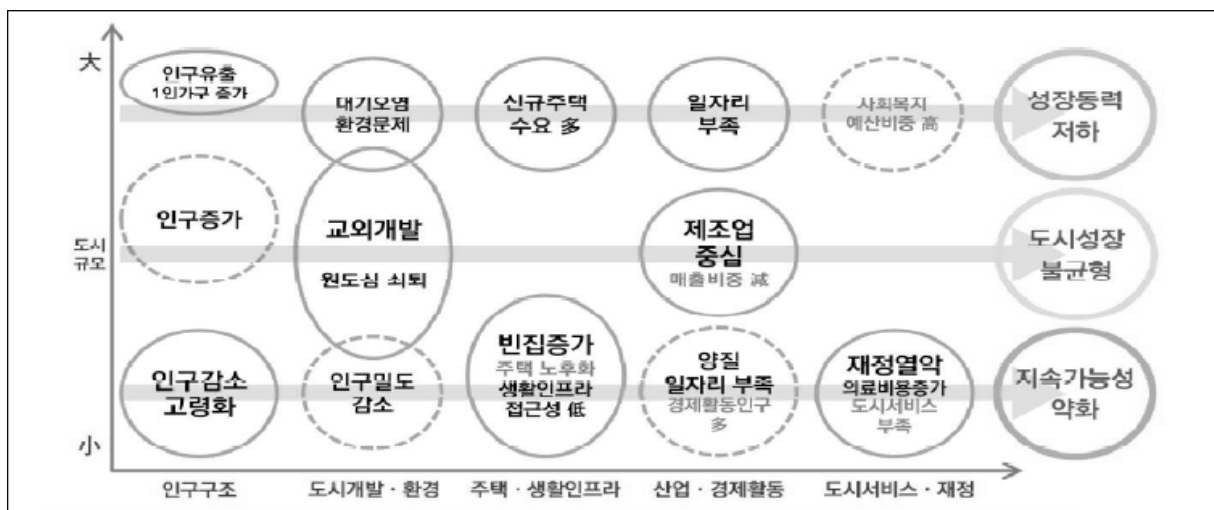 大
인구유출
1인가구 증가
대기오염
환경문제
신규주택
수요 多
일자리
부족
사회복지
예산비중 高
성장동력
저하
도시
규모
인구증가
교외개발
원도심 쇠퇴
제조업
중심
매출비중 減
도시성장
불균형
小
인구감소
고령화
인구밀도
감소
빈집증가
주택 노후화
생활인프라
접근성 低
양질
일자리 부족
경제활동인구
多
재정열악
의료비용증가
도시서비스
부족
지속가능성
약화
인구구조
도시개발 · 환경
주택 · 생활인프라
산업 · 경제활동
도시서비스 · 재정